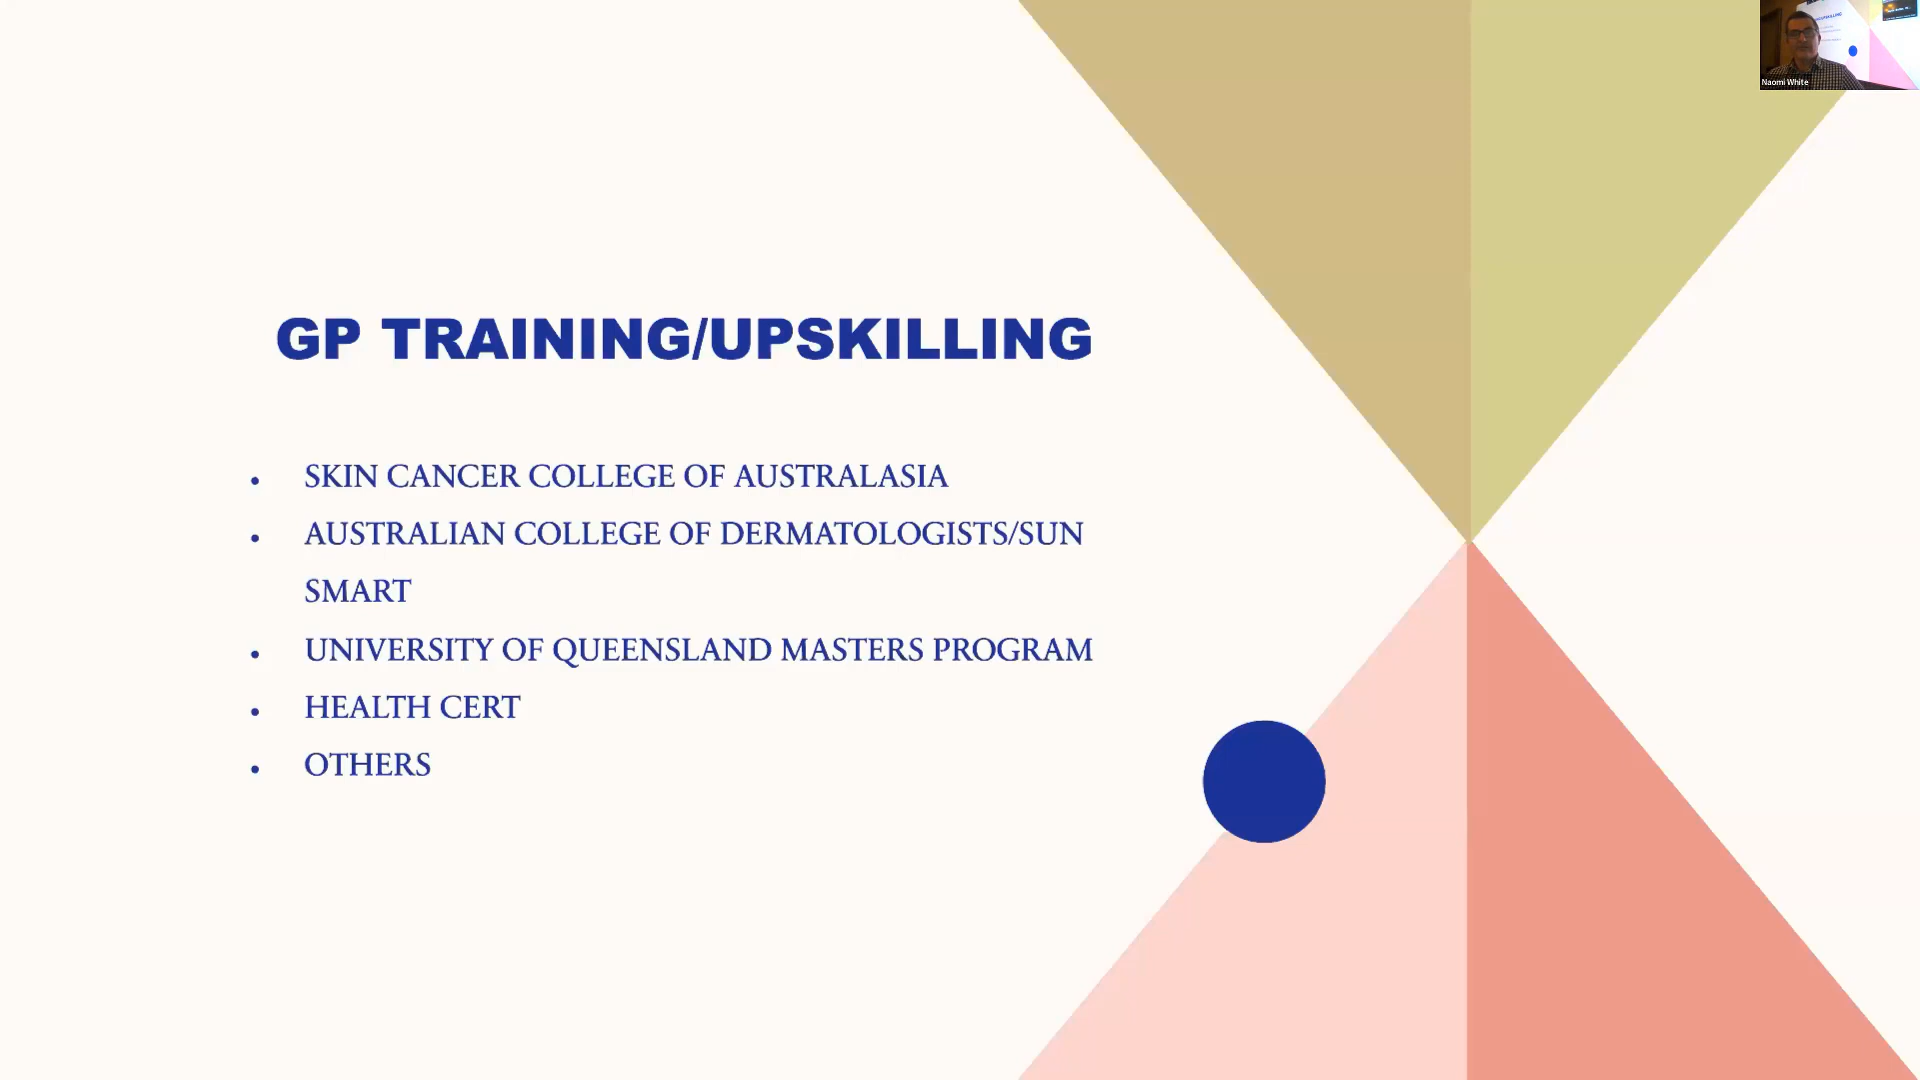 GP TRAINING/UPSKILLING
• SKIN CANCER COLLEGE OF AUSTRALASIA
• AUSTRALIAN COLLEGE OF DERMATOLOGISTS/SUN
SMART
• UNIVERSITY OF QUEENSLAND MASTERS PROGRAM
• HEALTH CERT
• OTHERS
Naomi White